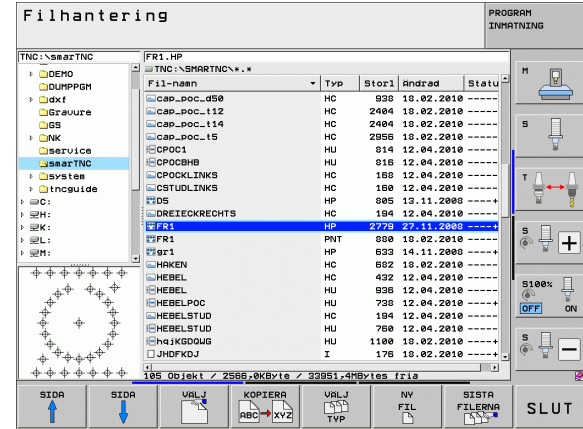 Filhantering
PROGRAM
INMATNING
TNC:\smarTNC
FR1.HP
DEMO
DUMPPGM
dxf
Gravure
GS
NK
service
smarTNC
system
tncguide
C:
H:
K:
L:
M:
TNC:\SMARTNC\*.*
Fil-namn Typ Storl Andrad Statu
cap_poc_d50 HC 938 18.02.2010 -----
cap_poc_t12 HC 2404 18.02.2010 -----
cap_poc_t14 HC 2404 18.02.2010 -----
cap_poc_t5 HC 2956 18.02.2010 -----
CPOC1 HU 814 12.04.2010 -----
CPOCBHB HU 816 12.04.2010 -----
CPOCKLINKS HC 168 12.04.2010 -----
CSTUDLINKS HC 160 12.04.2010 -----
D5 HP 805 13.11.2008 ----+
DREIECKRECHTS HC 194 12.04.2010 -----
FR1 HP 2779 27.11.2008 ----+
FR1 PNT 880 18.02.2010 -----
gr1 HP 633 14.11.2008 ----+
HAKEN HC 682 18.02.2010 -----
HEBEL HC 432 12.04.2010 -----
HEBEL HU 936 12.04.2010 -----
HEBELPOC HU 738 12.04.2010 ----+
HEBELSTUD HC 194 12.04.2010 -----
HEBELSTUD HU 760 12.04.2010 -----
hqiKGDOWG HU 1100 18.02.2010 ----+
JHDFKDJ I 176 18.02.2010 ----+
105 Objekt / 2566,0KByte / 33951,4MBytes fria
M
S
T
S
S100%
OFF ON
S
SIDA
SIDA
VALJ
KOPIERA
ABC XYZ
VALJ
TYP
NY
FIL
SISTA
FILERNA
SLUT